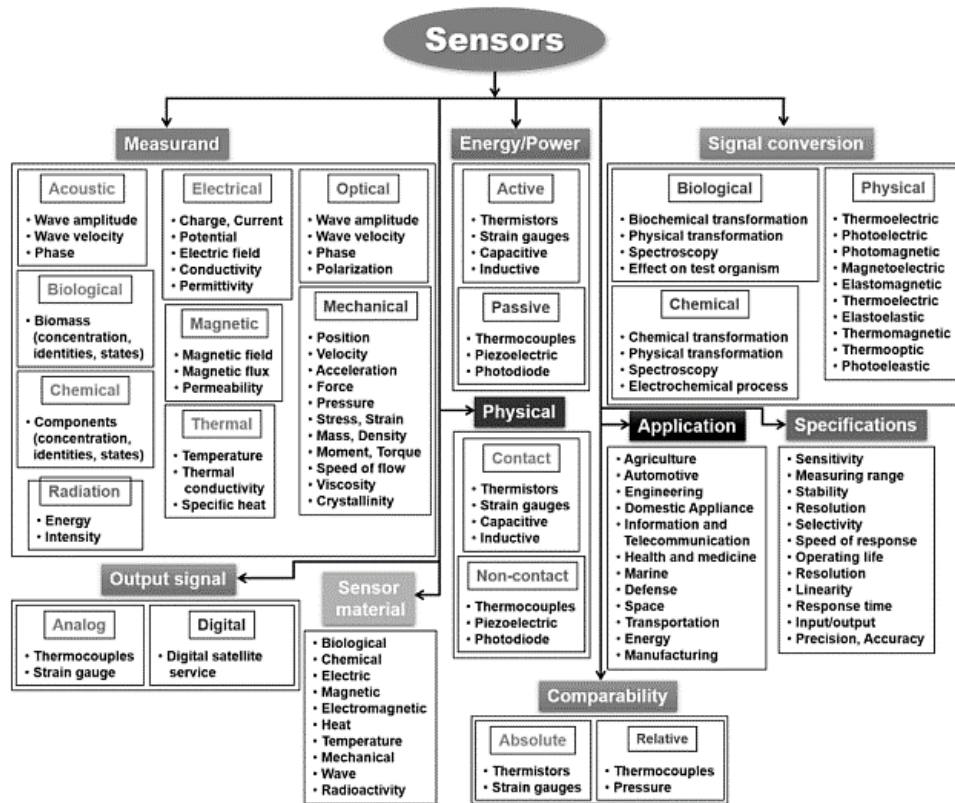 Sensors
Measurand
Acoustic
• Wave amplitude
• Wave velocity
• Phase
Biological
• Biomass
(concentration,
identities, states)
Chemical
• Components
(concentration,
identities, states)
Radiation
• Energy
• Intensity
Electrical
• Charge, Current
• Potential
• Electric field
• Conductivity
• Permittivity
Magnetic
• Magnetic field
• Magnetic flux
• Permeability
Thermal
• Temperature
• Thermal
conductivity
• Specific heat
Optical
• Wave amplitude
• Wave velocity
• Phase
• Polarization
Mechanical
• Position
• Velocity
• Acceleration
• Force
• Pressure
• Stress, Strain
• Mass, Density
• Moment, Torque
• Speed of flow
• Viscosity
• Crystallinity
Energy/Power
Active
• Thermistors
• Strain gauges
• Capacitive
• Inductive
Passive
• Thermocouples
• Piezoelectric
• Photodiode
Signal conversion
Biological
• Biochemical transformation
• Physical transformation
• Spectroscopy
• Effect on test organism
Chemical
• Chemical transformation
• Physical transformation
• Spectroscopy
• Electrochemical process
Physical
• Thermoelectric
• Photoelectric
• Photomagnetic
• Magnetoelectric
• Elastomagnetic
• Thermoelectric
• Elastoelastic
• Thermomagnetic
• Thermooptic
• Photoeleastic
Physical
Contact
• Thermistors
• Strain gauges
• Capacitive
• Inductive
Non-contact
• Thermocouples
• Piezoelectric
• Photodiode
Application
• Agriculture
• Automotive
• Engineering
• Domestic Appliance
• Information and
Telecommunication
• Health and medicine
• Marine
• Defense
• Space
• Transportation
• Energy
• Manufacturing
Specifications
• Sensitivity
• Measuring range
• Stability
• Resolution
• Selectivity
• Speed of response
• Operating life
• Resolution
• Linearity
• Response time
• Input/output
• Precision, Accuracy
Output signal
Analog
• Thermocouples
• Strain gauge
Digital
• Digital satellite
service
Sensor
material
• Biological
• Chemical
• Electric
• Magnetic
• Electromagnetic
• Heat
• Temperature
• Mechanical
• Wave
• Radioactivity
Comparability
Absolute
• Thermistors
• Strain gauges
Relative
• Thermocouples
• Pressure